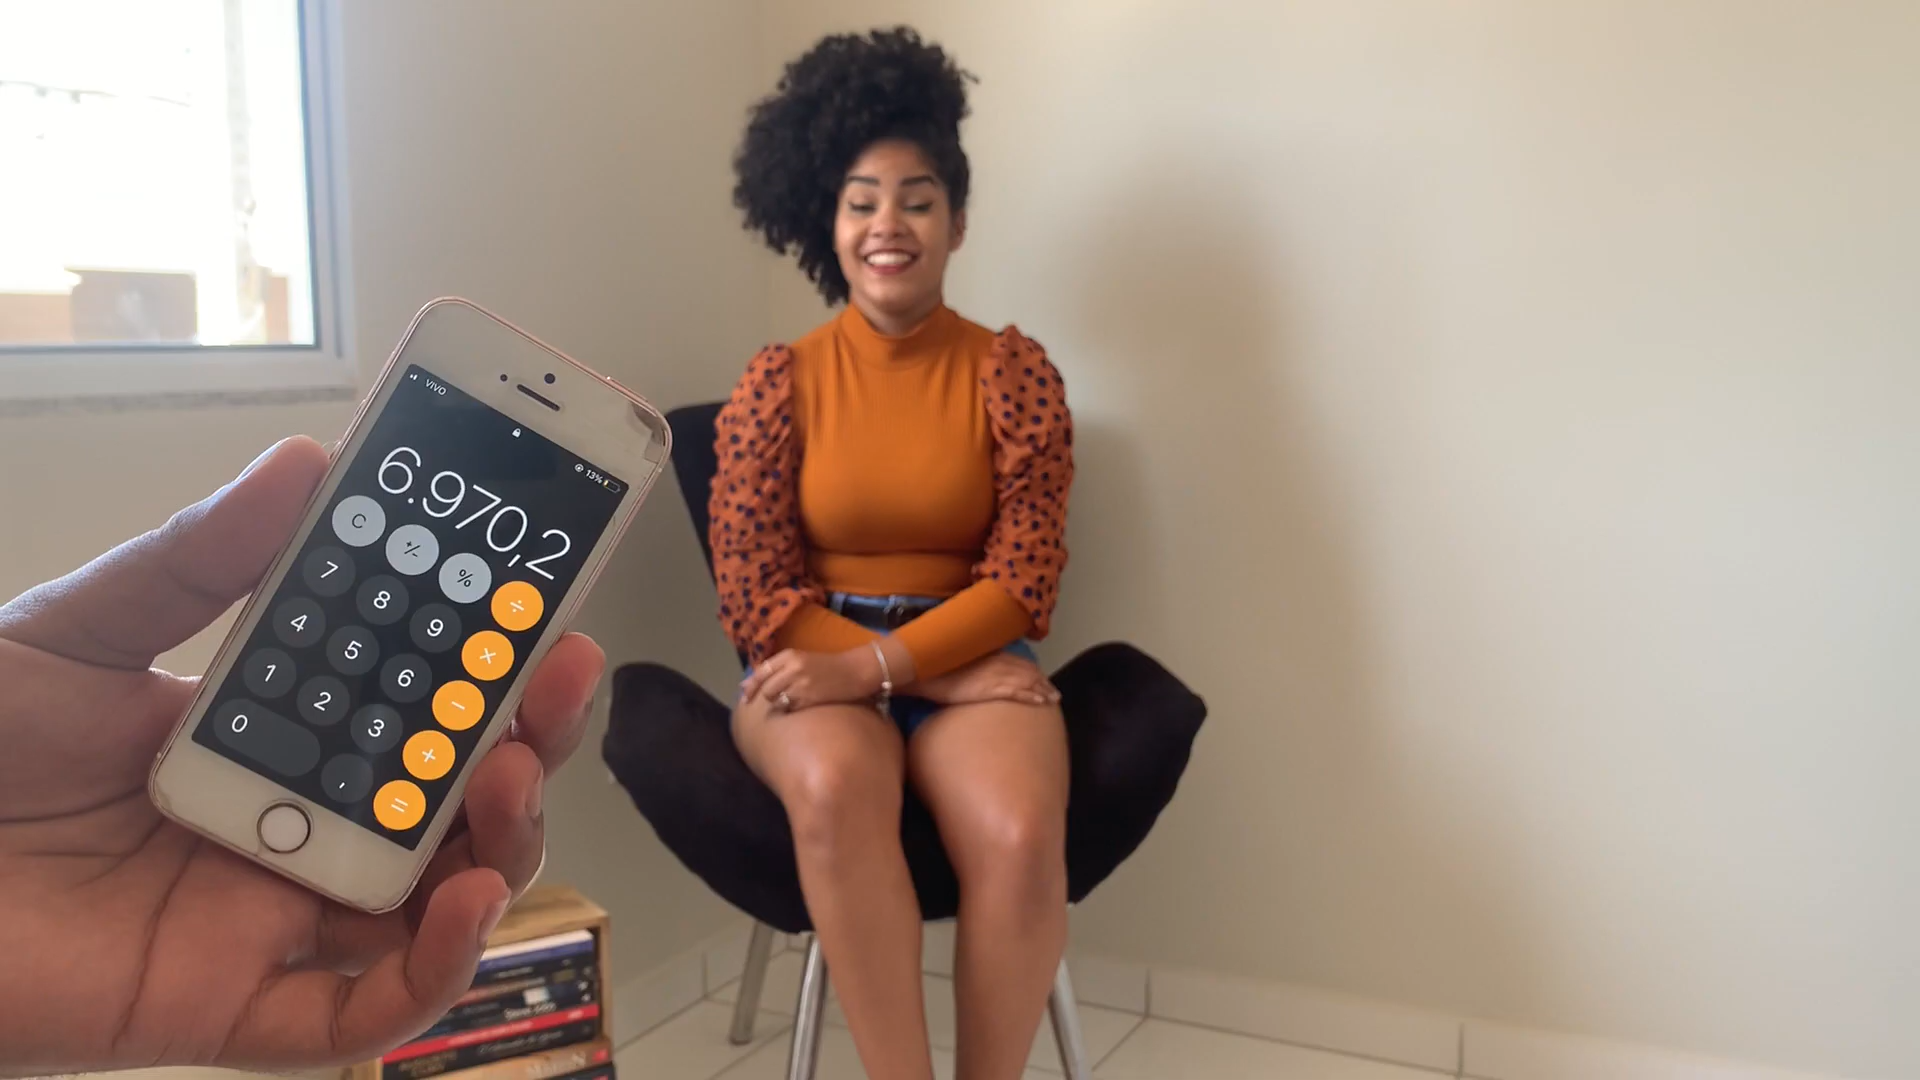 VIVO
13%
6.970,2
C +/- % ÷
7 8 9 ×
4 5 6 −
1 2 3 +
0 , =